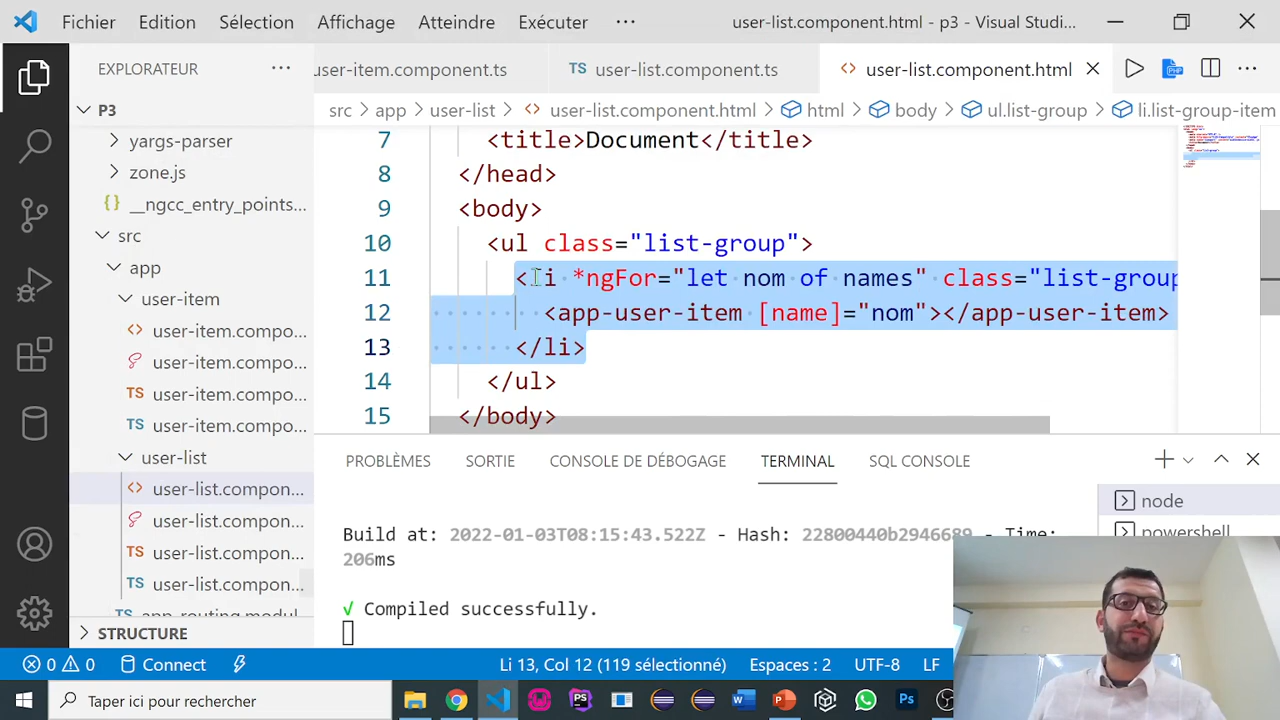 Fichier Edition Sélection Affichage Atteindre Exécuter ··· user-list.component.html - p3 - Visual Studi...
EXPLORATEUR ···
user-item.component.ts TS user-list.component.ts <> user-list.component.html
P3
src > app > user-list > <> user-list.component.html > html > body > ul.list-group > li.list-group-item
yargs-parser
zone.js
{} __ngcc_entry_points...
src
app
user-item
<> user-item.compo...
user-item.compo...
TS user-item.compo...
TS user-item.compo...
user-list
<> user-list.compon...
user-list.compon...
TS user-list.compon...
TS user-list.compon...
app-routing.modul...
STRUCTURE
7 <title>Document</title>
8 </head>
9 <body>
10 <ul class="list-group">
11 <li *ngFor="let nom of names" class="list-group
12 <app-user-item [name]="nom"></app-user-item>
13 </li>
14 </ul>
15 </body>
PROBLÈMES SORTIE CONSOLE DE DÉBOGAGE TERMINAL SQL CONSOLE
node
powershell
Build at: 2022-01-03T08:15:43.522Z - Hash: 22800440b2946689 - Time:
206ms
√ Compiled successfully.
0 0 Connect Li 13, Col 12 (119 sélectionné) Espaces : 2 UTF-8 LF
Taper ici pour rechercher PS W P Ps